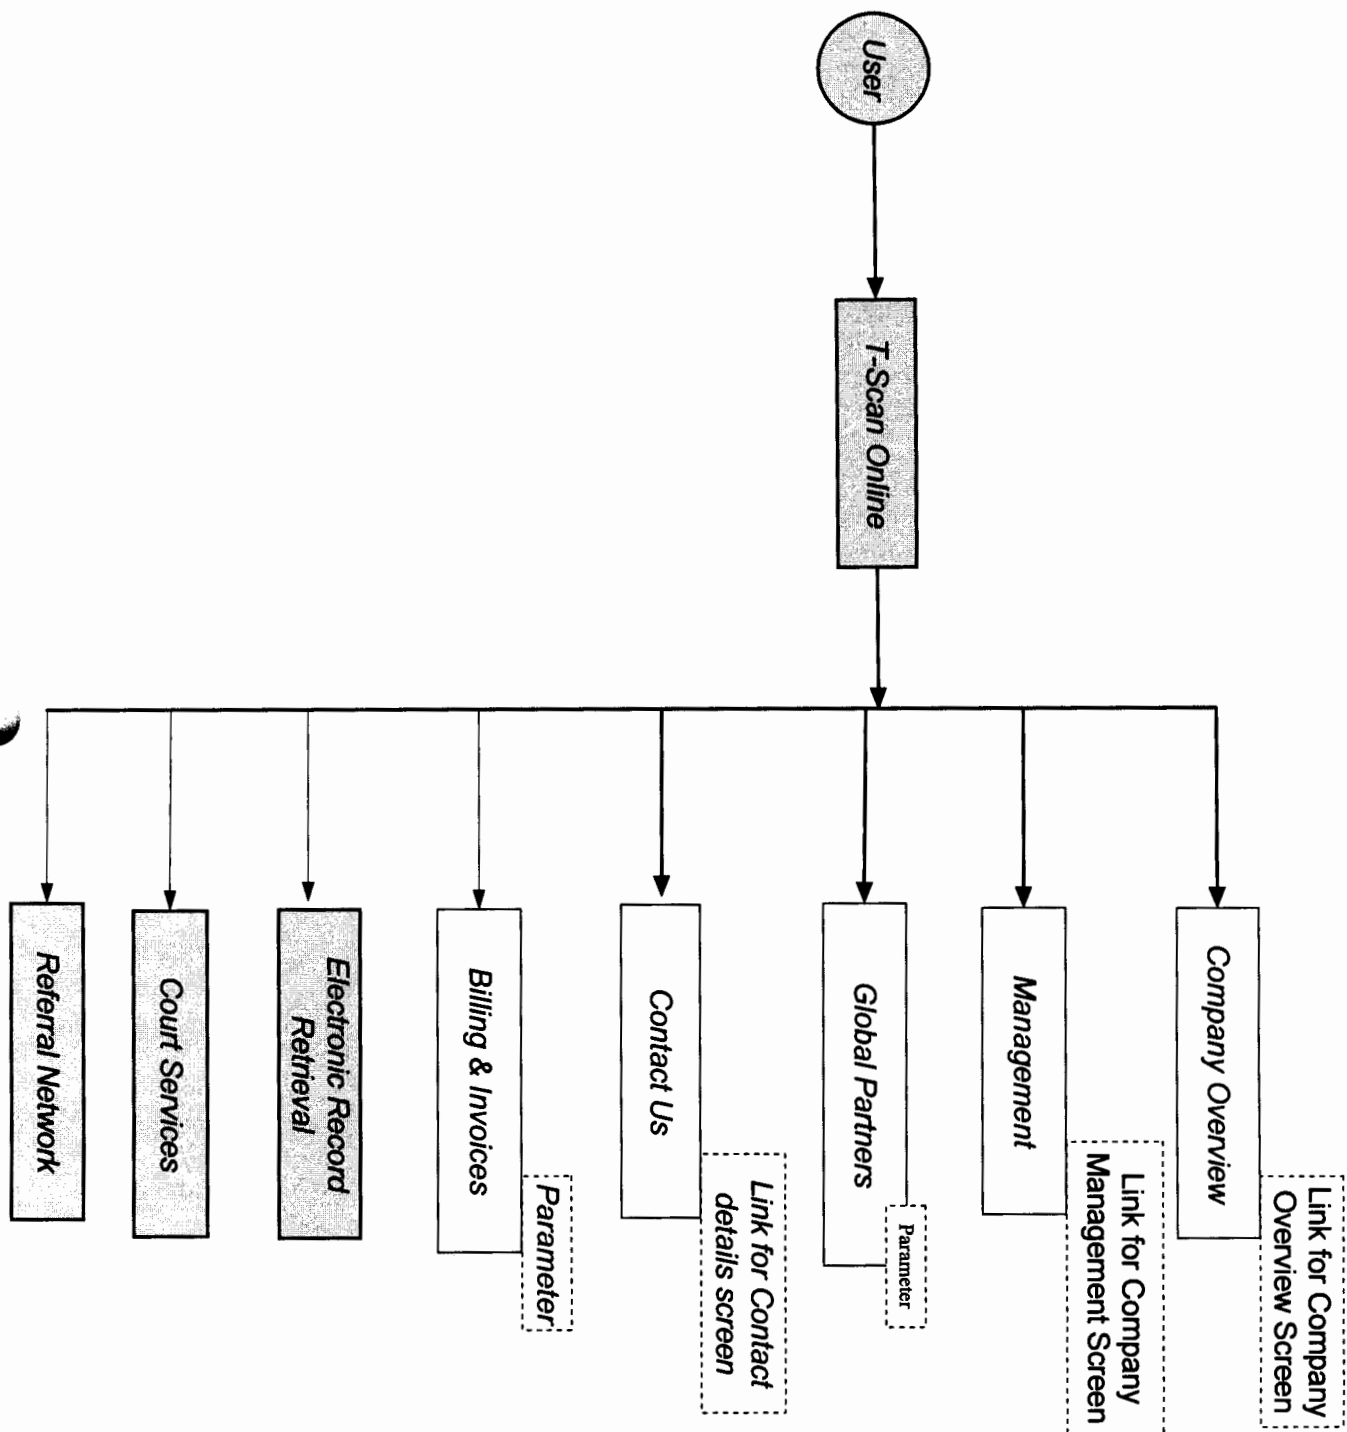 User
T-Scan Online
Company Overview
Link for Company
Overview Screen
Management
Link for Company
Management Screen
Global Partners
Parameter
Contact Us
Link for Contact
details screen
Billing & Invoices
Parameter
Electronic Record
Retrieval
Court Services
Referral Network